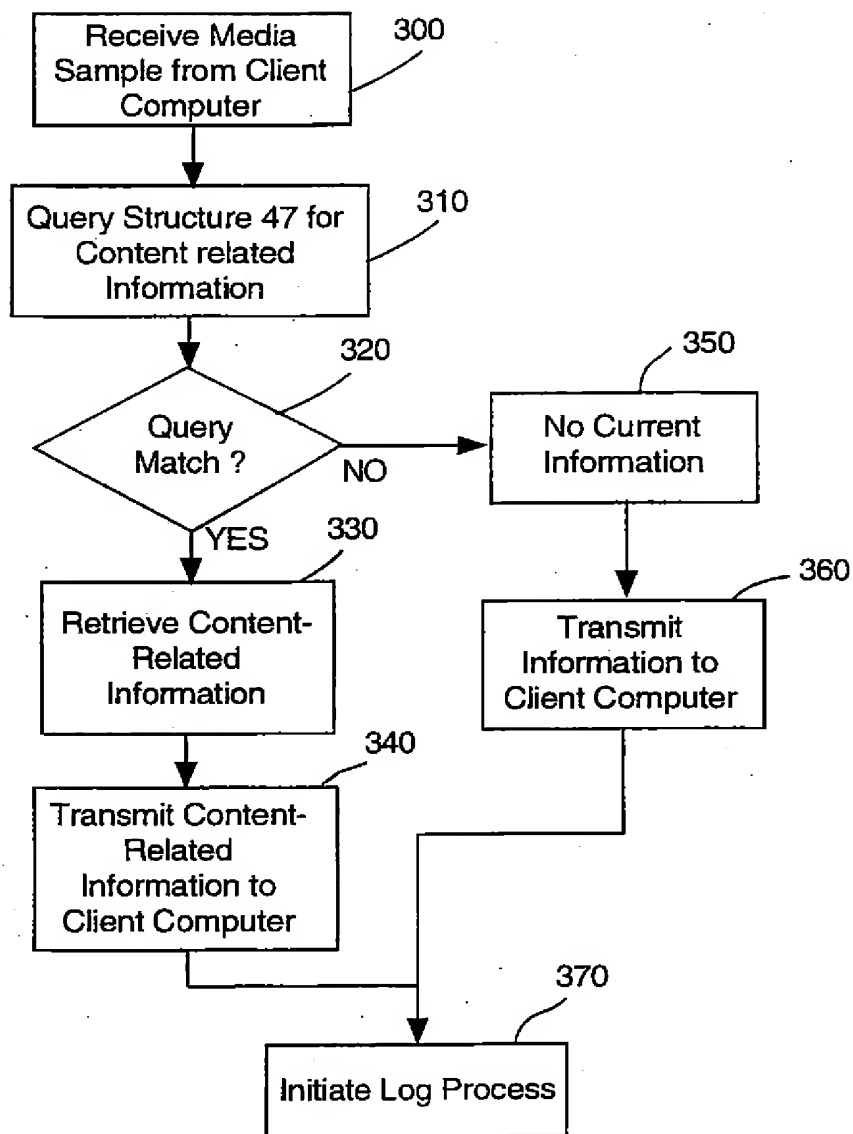 Receive Media
Sample from Client
Computer
300
Query Structure 47 for
Content related
Information
310
Query
Match ?
320
NO
YES
No Current
Information
350
Retrieve Content-
Related
Information
330
Transmit
Information to
Client Computer
360
Transmit Content-
Related
Information to
Client Computer
340
Initiate Log Process
370